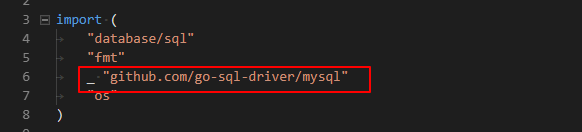 3 import (
4 "database/sql"
5 "fmt"
6 _ "github.com/go-sql-driver/mysql"
7 "os"
8 )